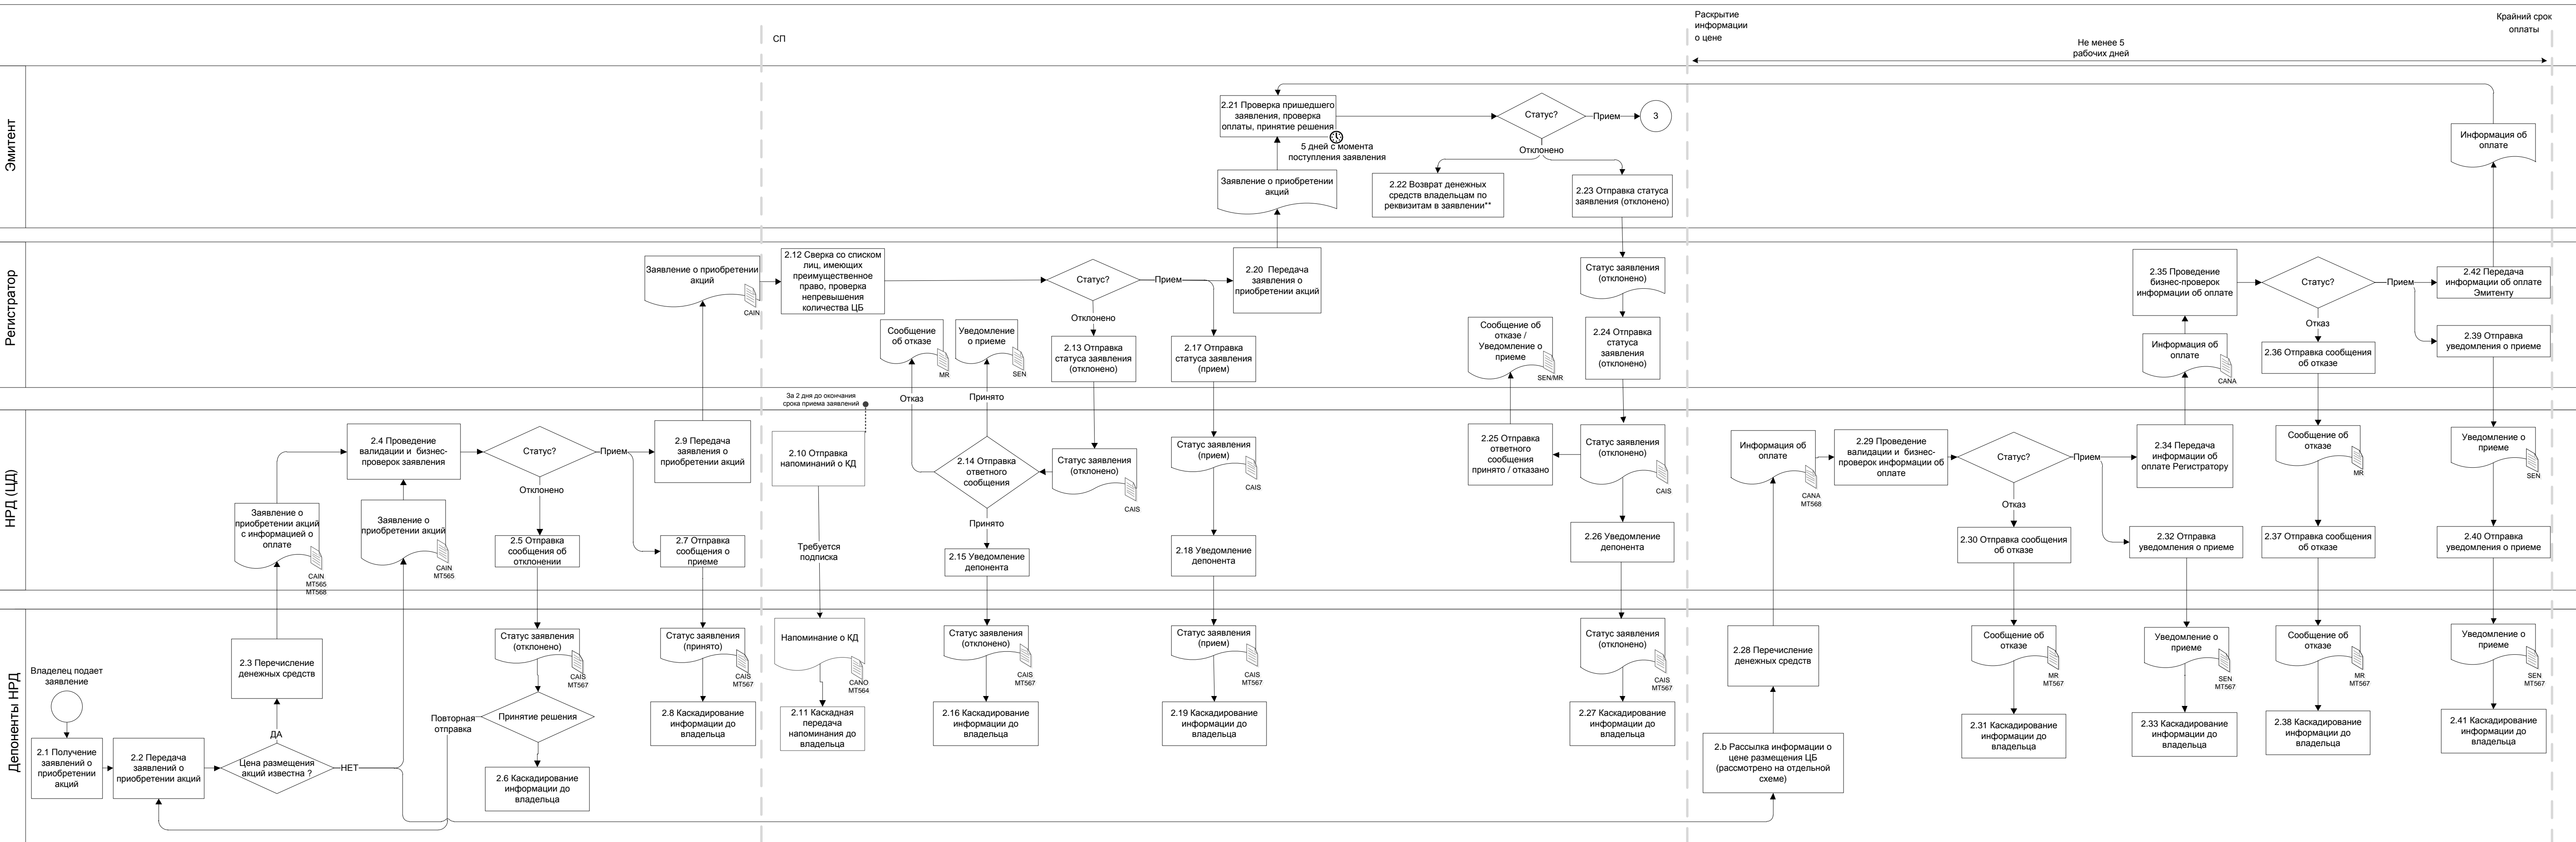 СП
Раскрытие
информации
о цене
Не менее 5
рабочих дней
Крайний срок
оплаты
Эмитент
2.21 Проверка пришедшего
заявления, проверка
оплаты, принятие решения
5 дней с момента
поступления заявления
Заявление о приобретении
акций
Статус?
Прием
3
Отклонено
2.22 Возврат денежных
средств владельцам по
реквизитам в заявлении**
2.23 Отправка статуса
заявления (отклонено)
Информация об
оплате
Регистратор
Заявление о приобретении
акций
CAIN
2.12 Сверка со списком
лиц, имеющих
преимущественное
право, проверка
непревышения
количества ЦБ
Сообщение
об отказе
MR
Уведомление
о приеме
SEN
Статус?
Прием
Отклонено
2.13 Отправка
статуса заявления
(отклонено)
2.17 Отправка
статуса заявления
(прием)
2.20 Передача
заявления о
приобретении акций
Сообщение об
отказе /
Уведомление о
приеме
SEN/MR
Статус заявления
(отклонено)
2.24 Отправка
статуса
заявления
(отклонено)
2.35 Проведение
бизнес-проверок
информации об оплате
Информация об
оплате
CANA
Статус?
Прием
Отказ
2.36 Отправка сообщения
об отказе
2.42 Передача
информации об оплате
Эмитенту
2.39 Отправка
уведомления о приеме
НРД (ЦД)
Заявление о
приобретении акций
с информацией о
оплате
CAIN
MT565
MT568
2.4 Проведение
валидации и бизнес-
проверок заявления
Заявление о
приобретении акций
CAIN
MT565
Статус?
Прием
Отклонено
2.5 Отправка
сообщения об
отклонении
2.9 Передача
заявления о
приобретении акций
2.7 Отправка
сообщения о
приеме
За 2 дня до окончания
срока приема заявлений
2.10 Отправка
напоминаний о КД
Требуется
подписка
Отказ
Принято
2.14 Отправка
ответного
сообщения
Принято
2.15 Уведомление
депонента
Статус заявления
(отклонено)
CAIS
Статус заявления
(прием)
CAIS
2.18 Уведомление
депонента
2.25 Отправка
ответного
сообщения
принято / отказано
Статус заявления
(отклонено)
CAIS
2.26 Уведомление
депонента
Информация об
оплате
CANA
MT568
2.29 Проведение
валидации и бизнес-
проверок информации об
оплате
Статус?
Прием
Отказ
2.30 Отправка сообщения
об отказе
2.34 Передача
информации об
оплате Регистратору
2.32 Отправка
уведомления о приеме
Сообщение об
отказе
MR
2.37 Отправка сообщения
об отказе
Уведомление о
приеме
SEN
2.40 Отправка
уведомления о приеме
Депоненты НРД
Владелец подает
заявление
2.1 Получение
заявлений о
приобретении
акций
2.2 Передача
заявлений о
приобретении акций
2.3 Перечисление
денежных средств
ДА
Цена размещения
акций известна ?
НЕТ
Повторная
отправка
Статус заявления
(отклонено)
CAIS
MT567
Принятие решения
2.6 Каскадирование
информации до
владельца
Статус заявления
(принято)
CAIS
MT567
2.8 Каскадирование
информации до
владельца
Напоминание о КД
CANO
MT564
2.11 Каскадная
передача
напоминания до
владельца
Статус заявления
(отклонено)
CAIS
MT567
2.16 Каскадирование
информации до
владельца
Статус заявления
(прием)
CAIS
MT567
2.19 Каскадирование
информации до
владельца
Статус заявления
(отклонено)
CAIS
MT567
2.27 Каскадирование
информации до
владельца
2.28 Перечисление
денежных средств
2.b Рассылка информации о
цене размещения ЦБ
(рассмотрено на отдельной
схеме)
Сообщение об
отказе
MR
MT567
2.31 Каскадирование
информации до
владельца
Уведомление о
приеме
SEN
MT567
2.33 Каскадирование
информации до
владельца
Сообщение об
отказе
MR
MT567
2.38 Каскадирование
информации до
владельца
Уведомление о
приеме
SEN
MT567
2.41 Каскадирование
информации до
владельца